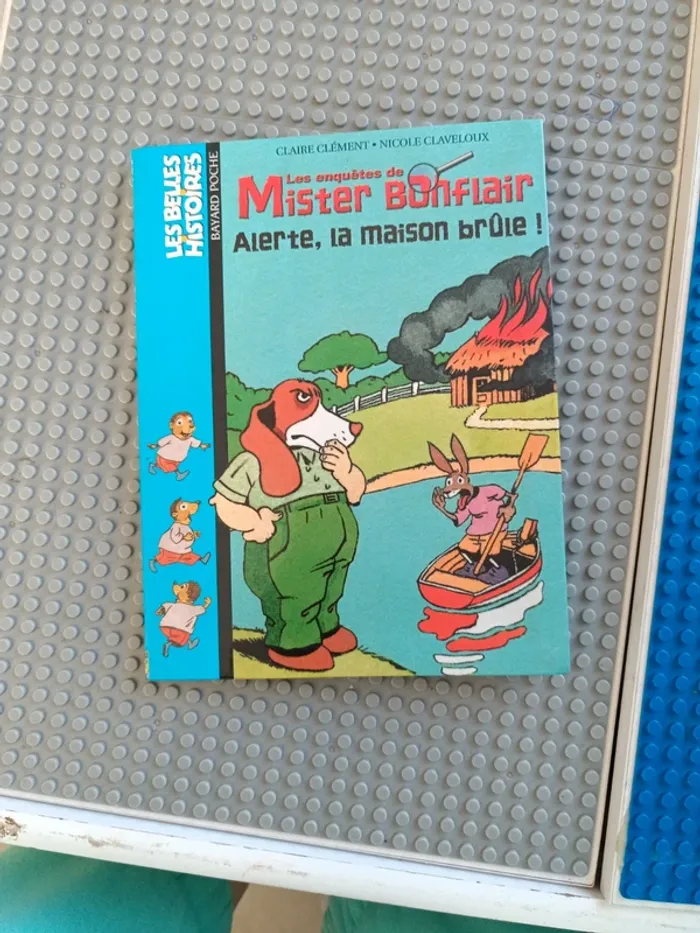 CLAIRE CLÉMENT • NICOLE CLAVELOUX
Les enquêtes de
Mister Bonflair
Alerte, la maison brûle !
LES BELLES
HISTOIRES
BAYARD POCHE